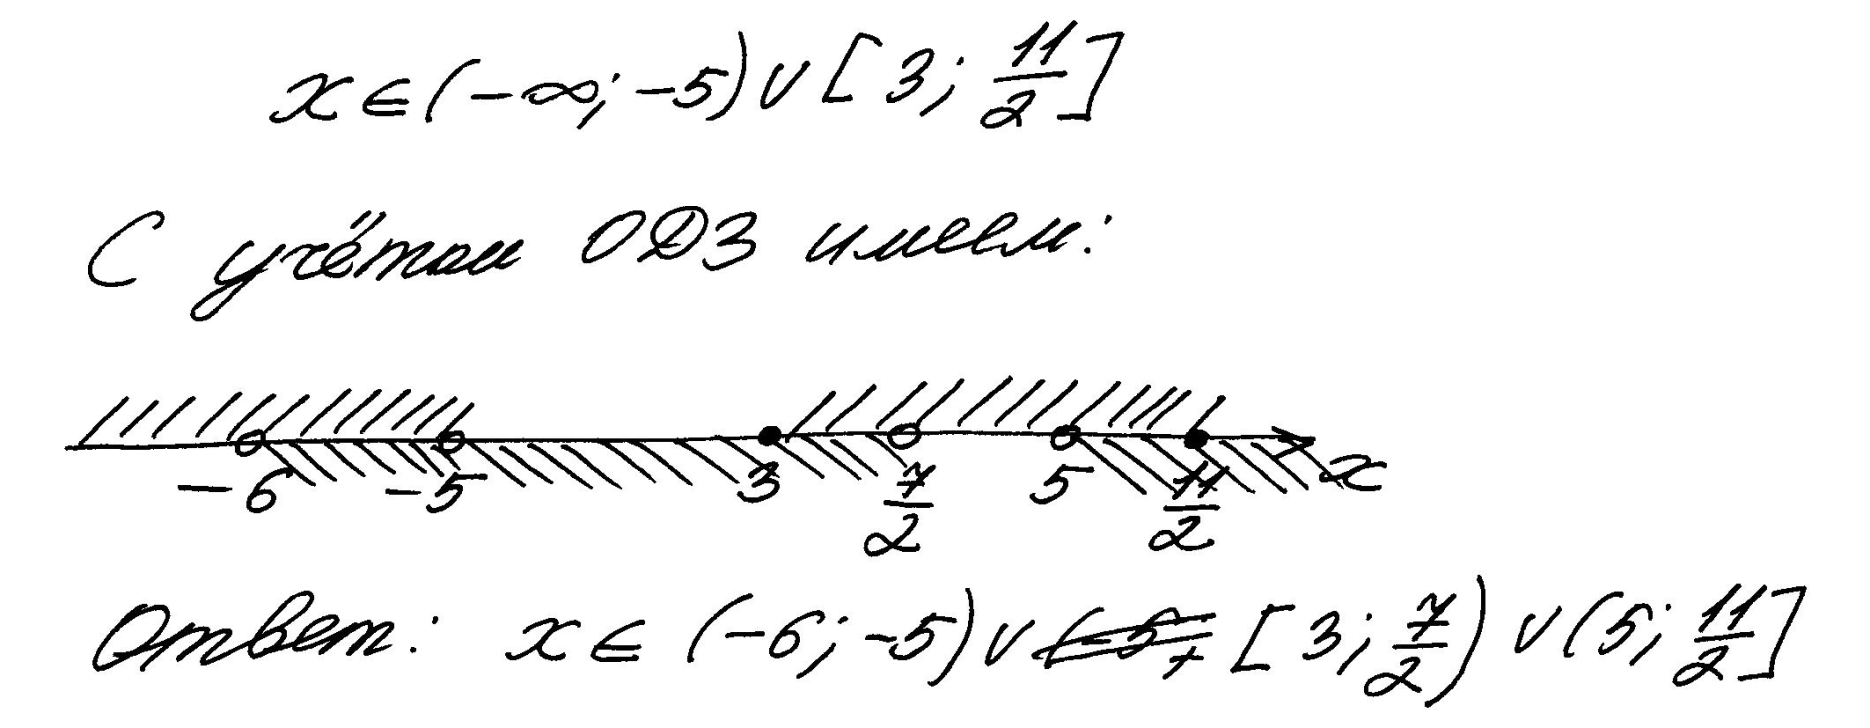 x ∈ (-∞; -5) ∪ [3; 11/2]
С учётом ОДЗ имеем:
-6 -5 3 7/2 5 11/2 x
Ответ: x ∈ (-6; -5) ∪ [3; 7/2) ∪ (5; 11/2]